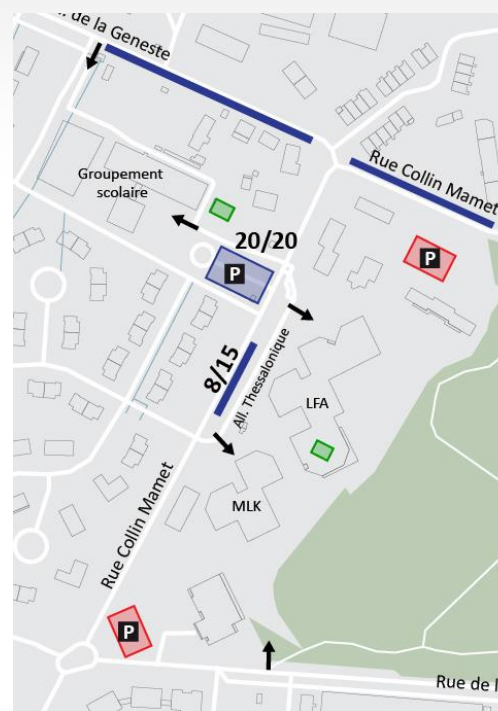 . de la Geneste
Rue Collin Mamet
Groupement
scolaire
20/20
P
P
8/15
All. Thessalonique
LFA
MLK
Rue Collin Mamet
P
Rue de l